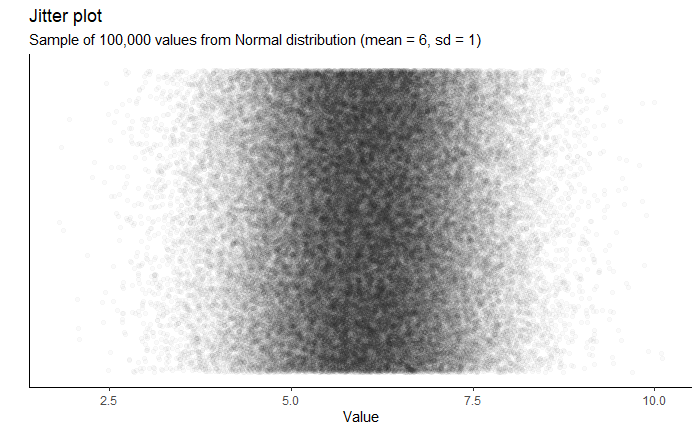 Jitter plot
Sample of 100,000 values from Normal distribution (mean = 6, sd = 1)
2.5 5.0 7.5 10.0
Value